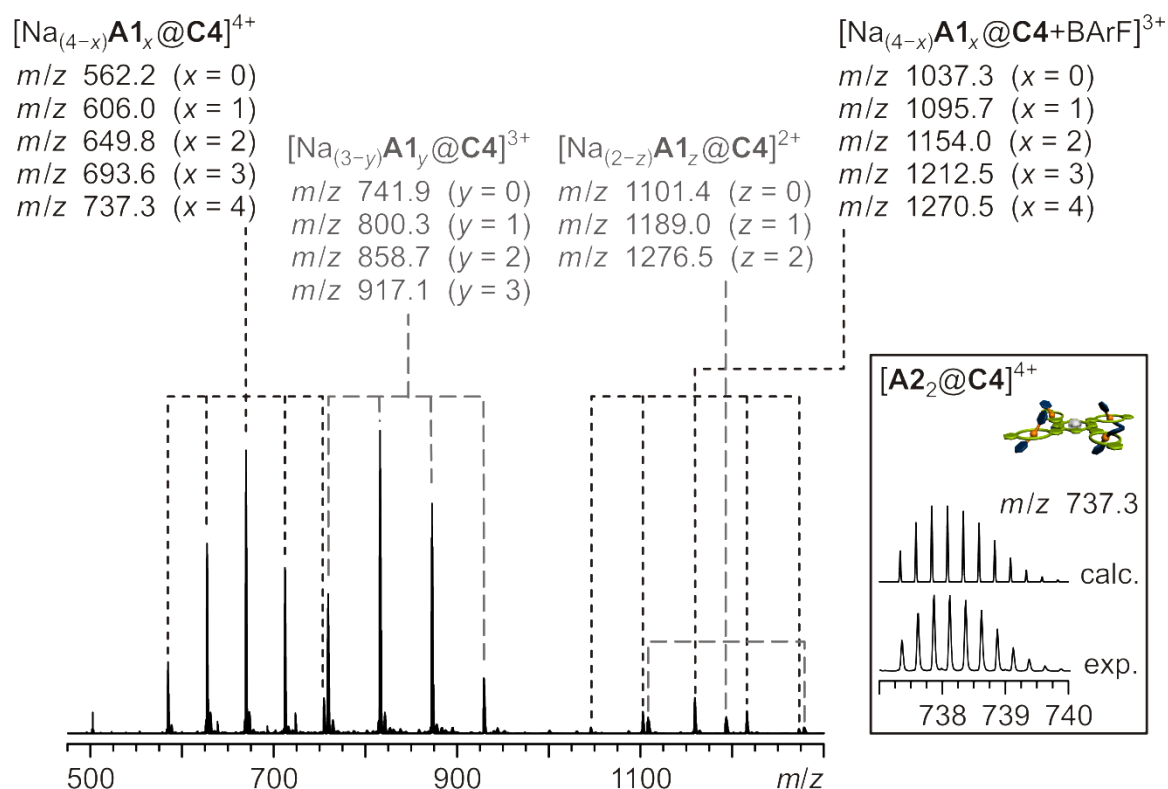 [Na(4−x)A1x@C4]4+
m/z 562.2 (x = 0)
m/z 606.0 (x = 1)
m/z 649.8 (x = 2)
m/z 693.6 (x = 3)
m/z 737.3 (x = 4)
[Na(3−y)A1y@C4]3+
m/z 741.9 (y = 0)
m/z 800.3 (y = 1)
m/z 858.7 (y = 2)
m/z 917.1 (y = 3)
[Na(2−z)A1z@C4]2+
m/z 1101.4 (z = 0)
m/z 1189.0 (z = 1)
m/z 1276.5 (z = 2)
[Na(4−x)A1x@C4+BArF]3+
m/z 1037.3 (x = 0)
m/z 1095.7 (x = 1)
m/z 1154.0 (x = 2)
m/z 1212.5 (x = 3)
m/z 1270.5 (x = 4)
[A22@C4]4+
m/z 737.3
calc.
exp.
738 739 740
500 700 900 1100 m/z